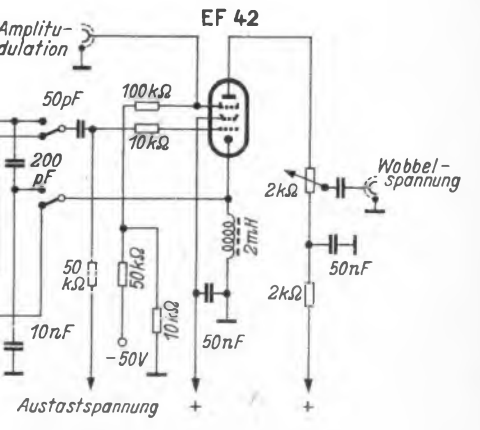 EF 42
Amplitu-
dulation
100kΩ
50pF
10kΩ
200
pF
2kΩ
Wobbel-
spannung
2mH
50
kΩ
50kΩ
10kΩ
50nF
2kΩ
10nF
-50V
50nF
Austastspannung
+
+